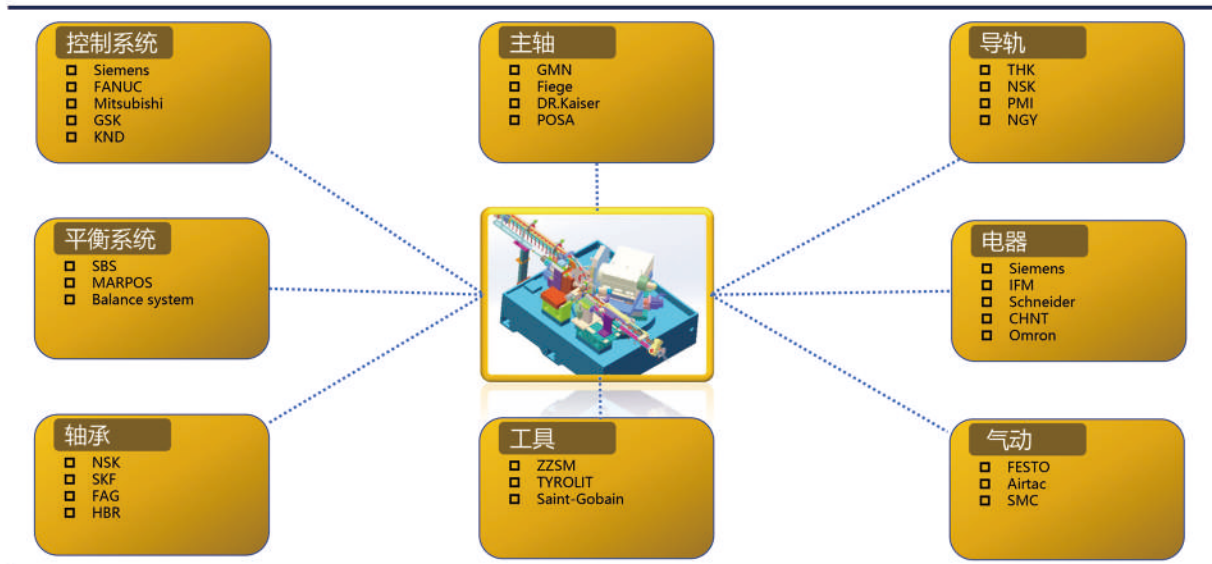 控制系统
Siemens
FANUC
Mitsubishi
GSK
KND
主轴
GMN
Fiege
DR.Kaiser
POSA
导轨
THK
NSK
PMI
NGY
平衡系统
SBS
MARPOS
Balance system
电器
Siemens
IFM
Schneider
CHNT
Omron
轴承
NSK
SKF
FAG
HBR
工具
ZZSM
TYROLIT
Saint-Gobain
气动
FESTO
Airtac
SMC